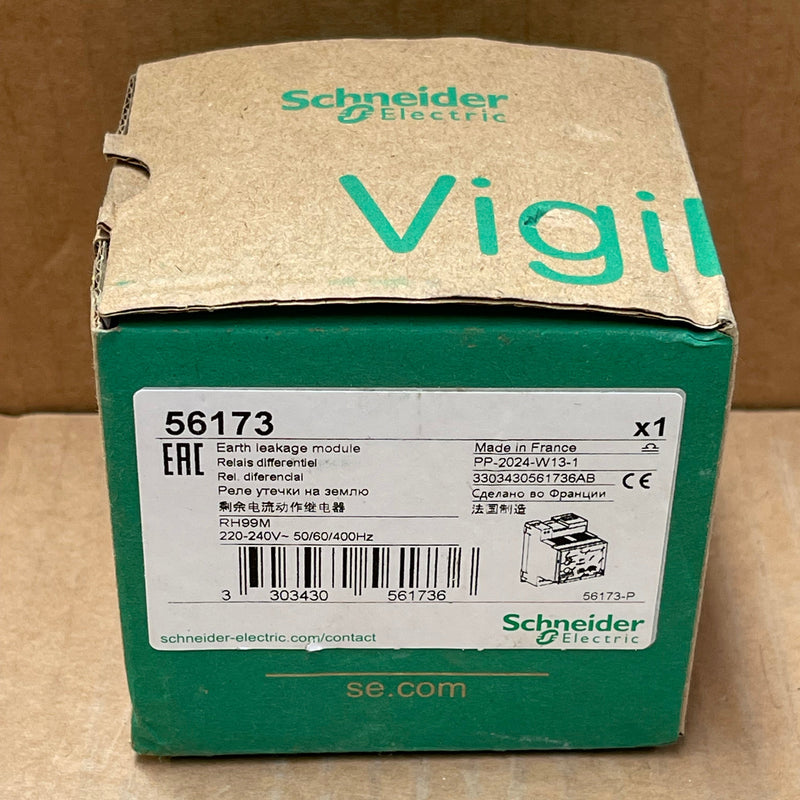 Schneider
Electric
Vigi
56173
x1
EAC
Earth leakage module
Relais differentiel
Rel. diferencial
Реле утечки на землю
剩余电流动作继电器
RH99M
220-240V~ 50/60/400Hz
Made in France
PP-2024-W13-1
3303430561736AB
CE
Сделано во Франции
法国制造
3 303430 561736
56173-P
schneider-electric.com/contact
Schneider
Electric
se.com